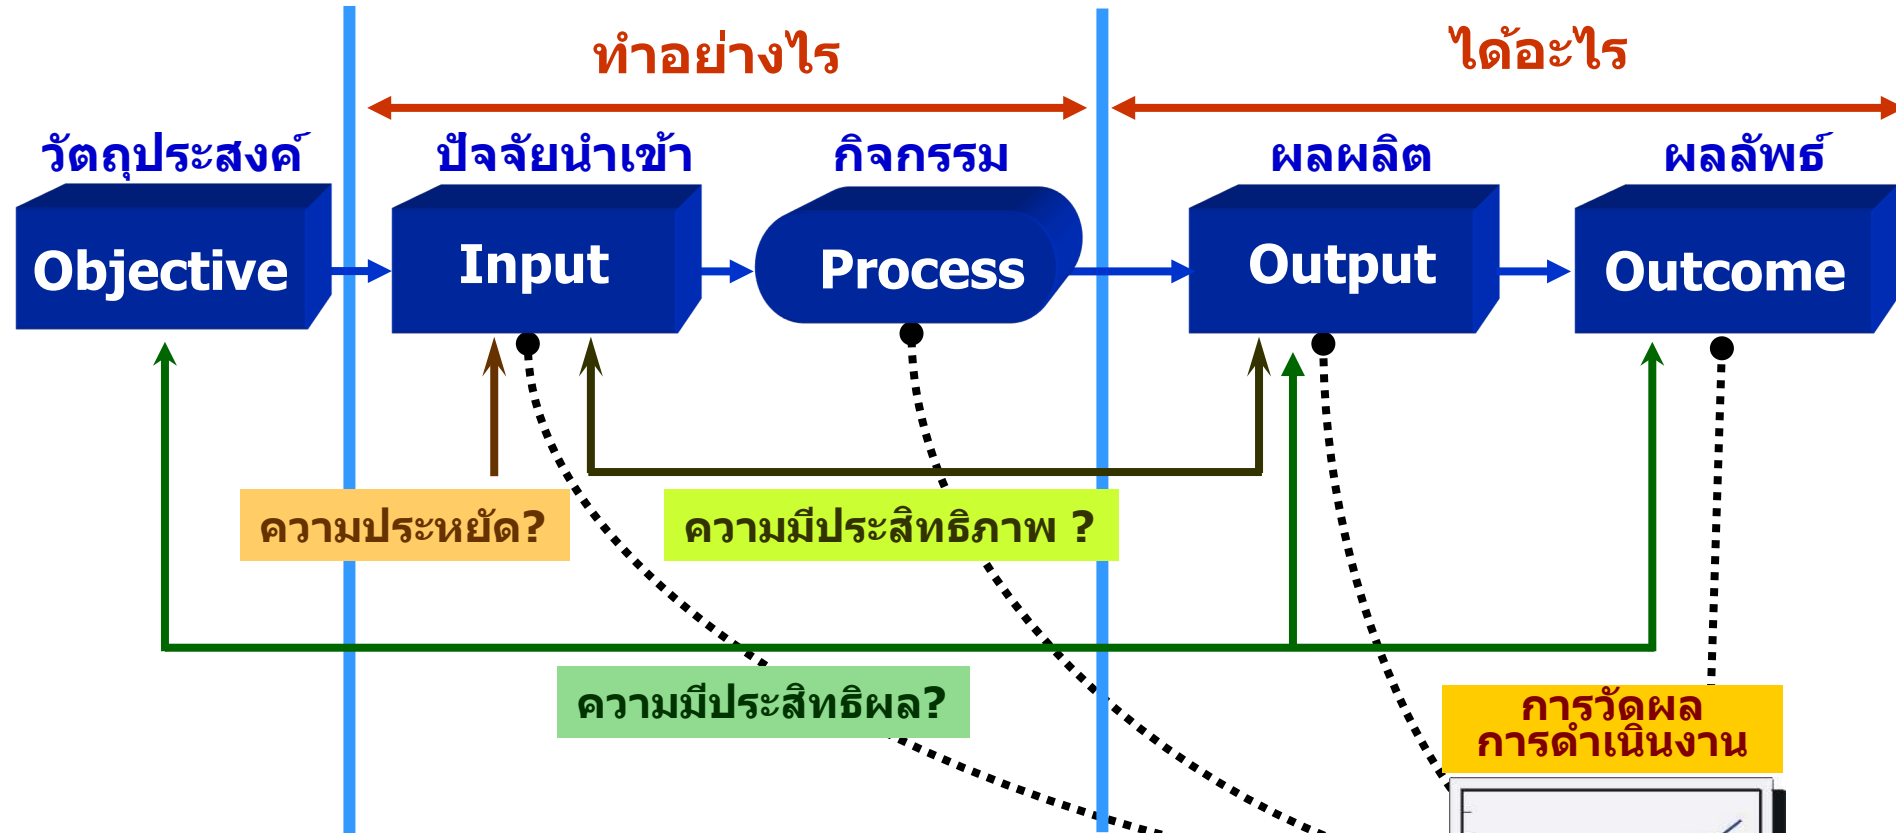 ทำอย่างไร
ได้อะไร
วัตถุประสงค์
ปัจจัยนำเข้า
กิจกรรม
ผลผลิต
ผลลัพธ์
Objective
Input
Process
Output
Outcome
ความประหยัด?
ความมีประสิทธิภาพ ?
ความมีประสิทธิผล?
การวัดผล
การดำเนินงาน